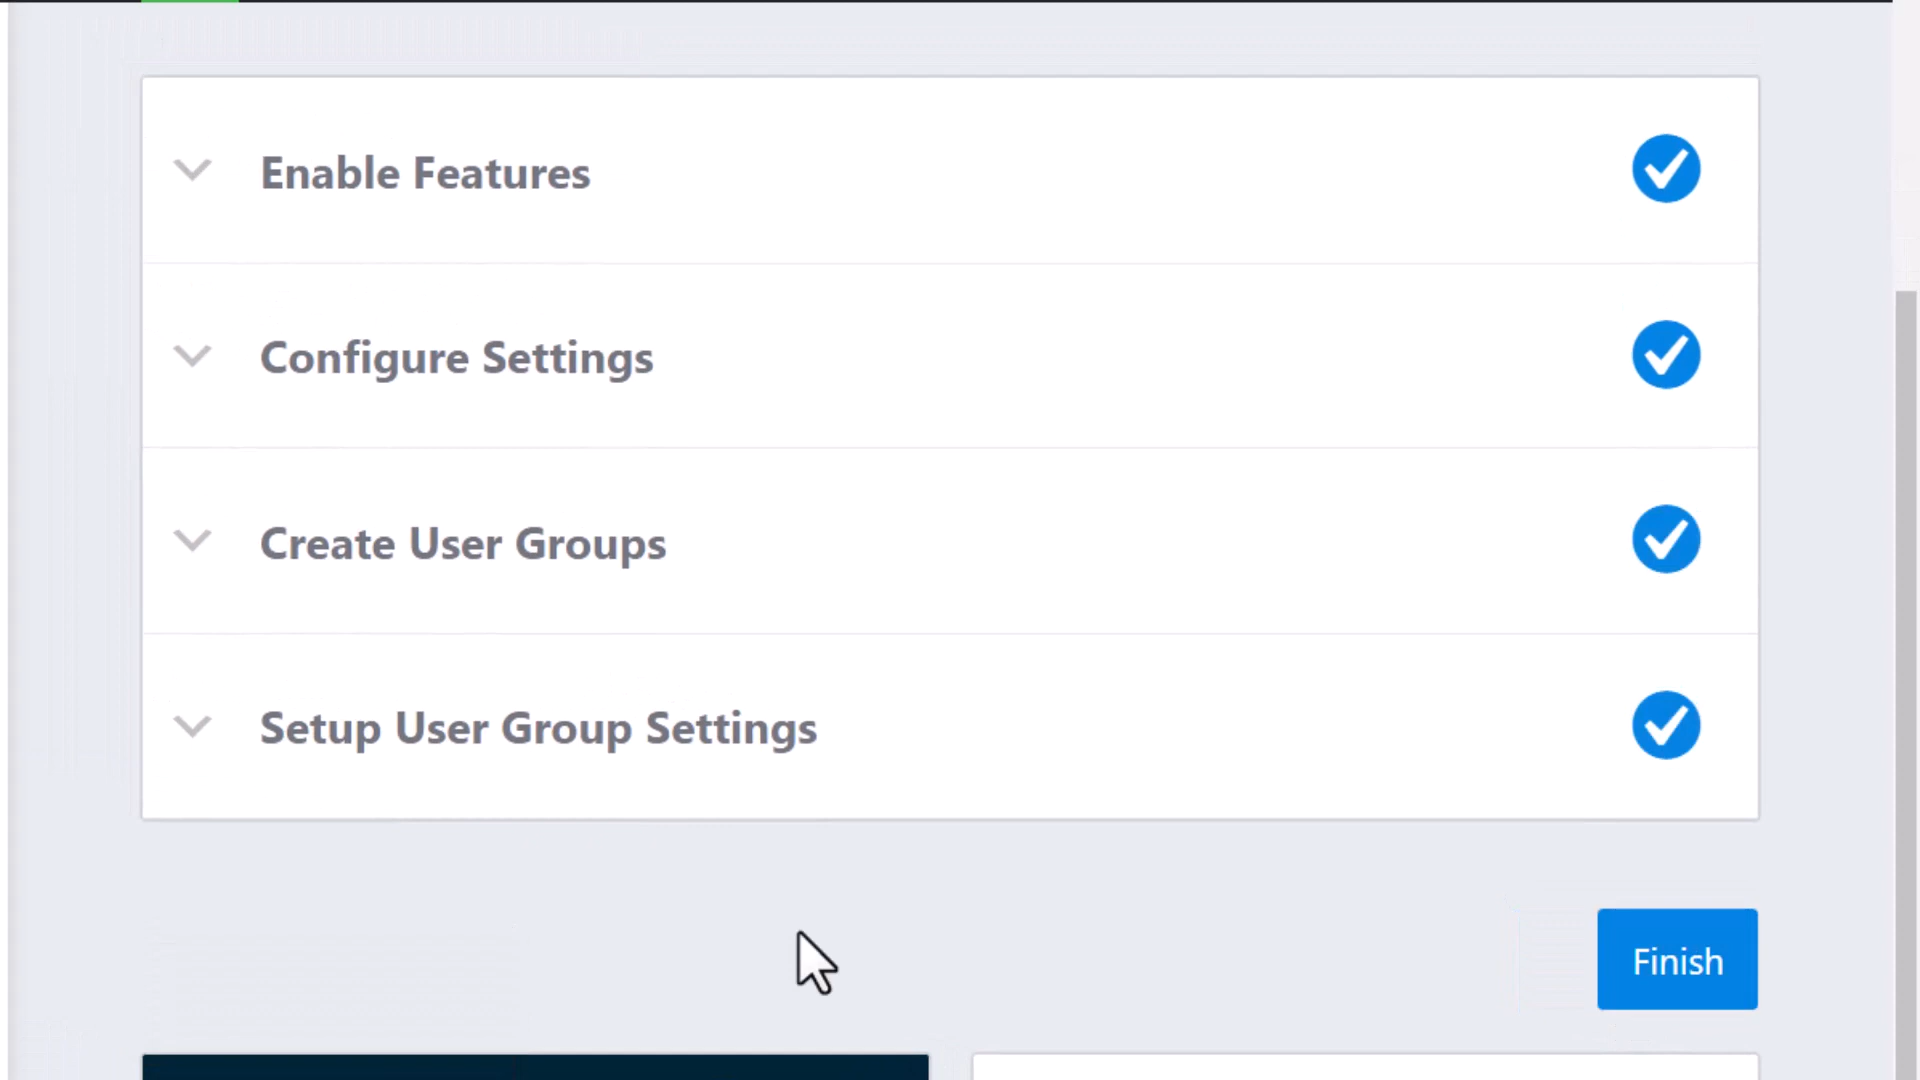 Enable Features
Configure Settings
Create User Groups
Setup User Group Settings
Finish